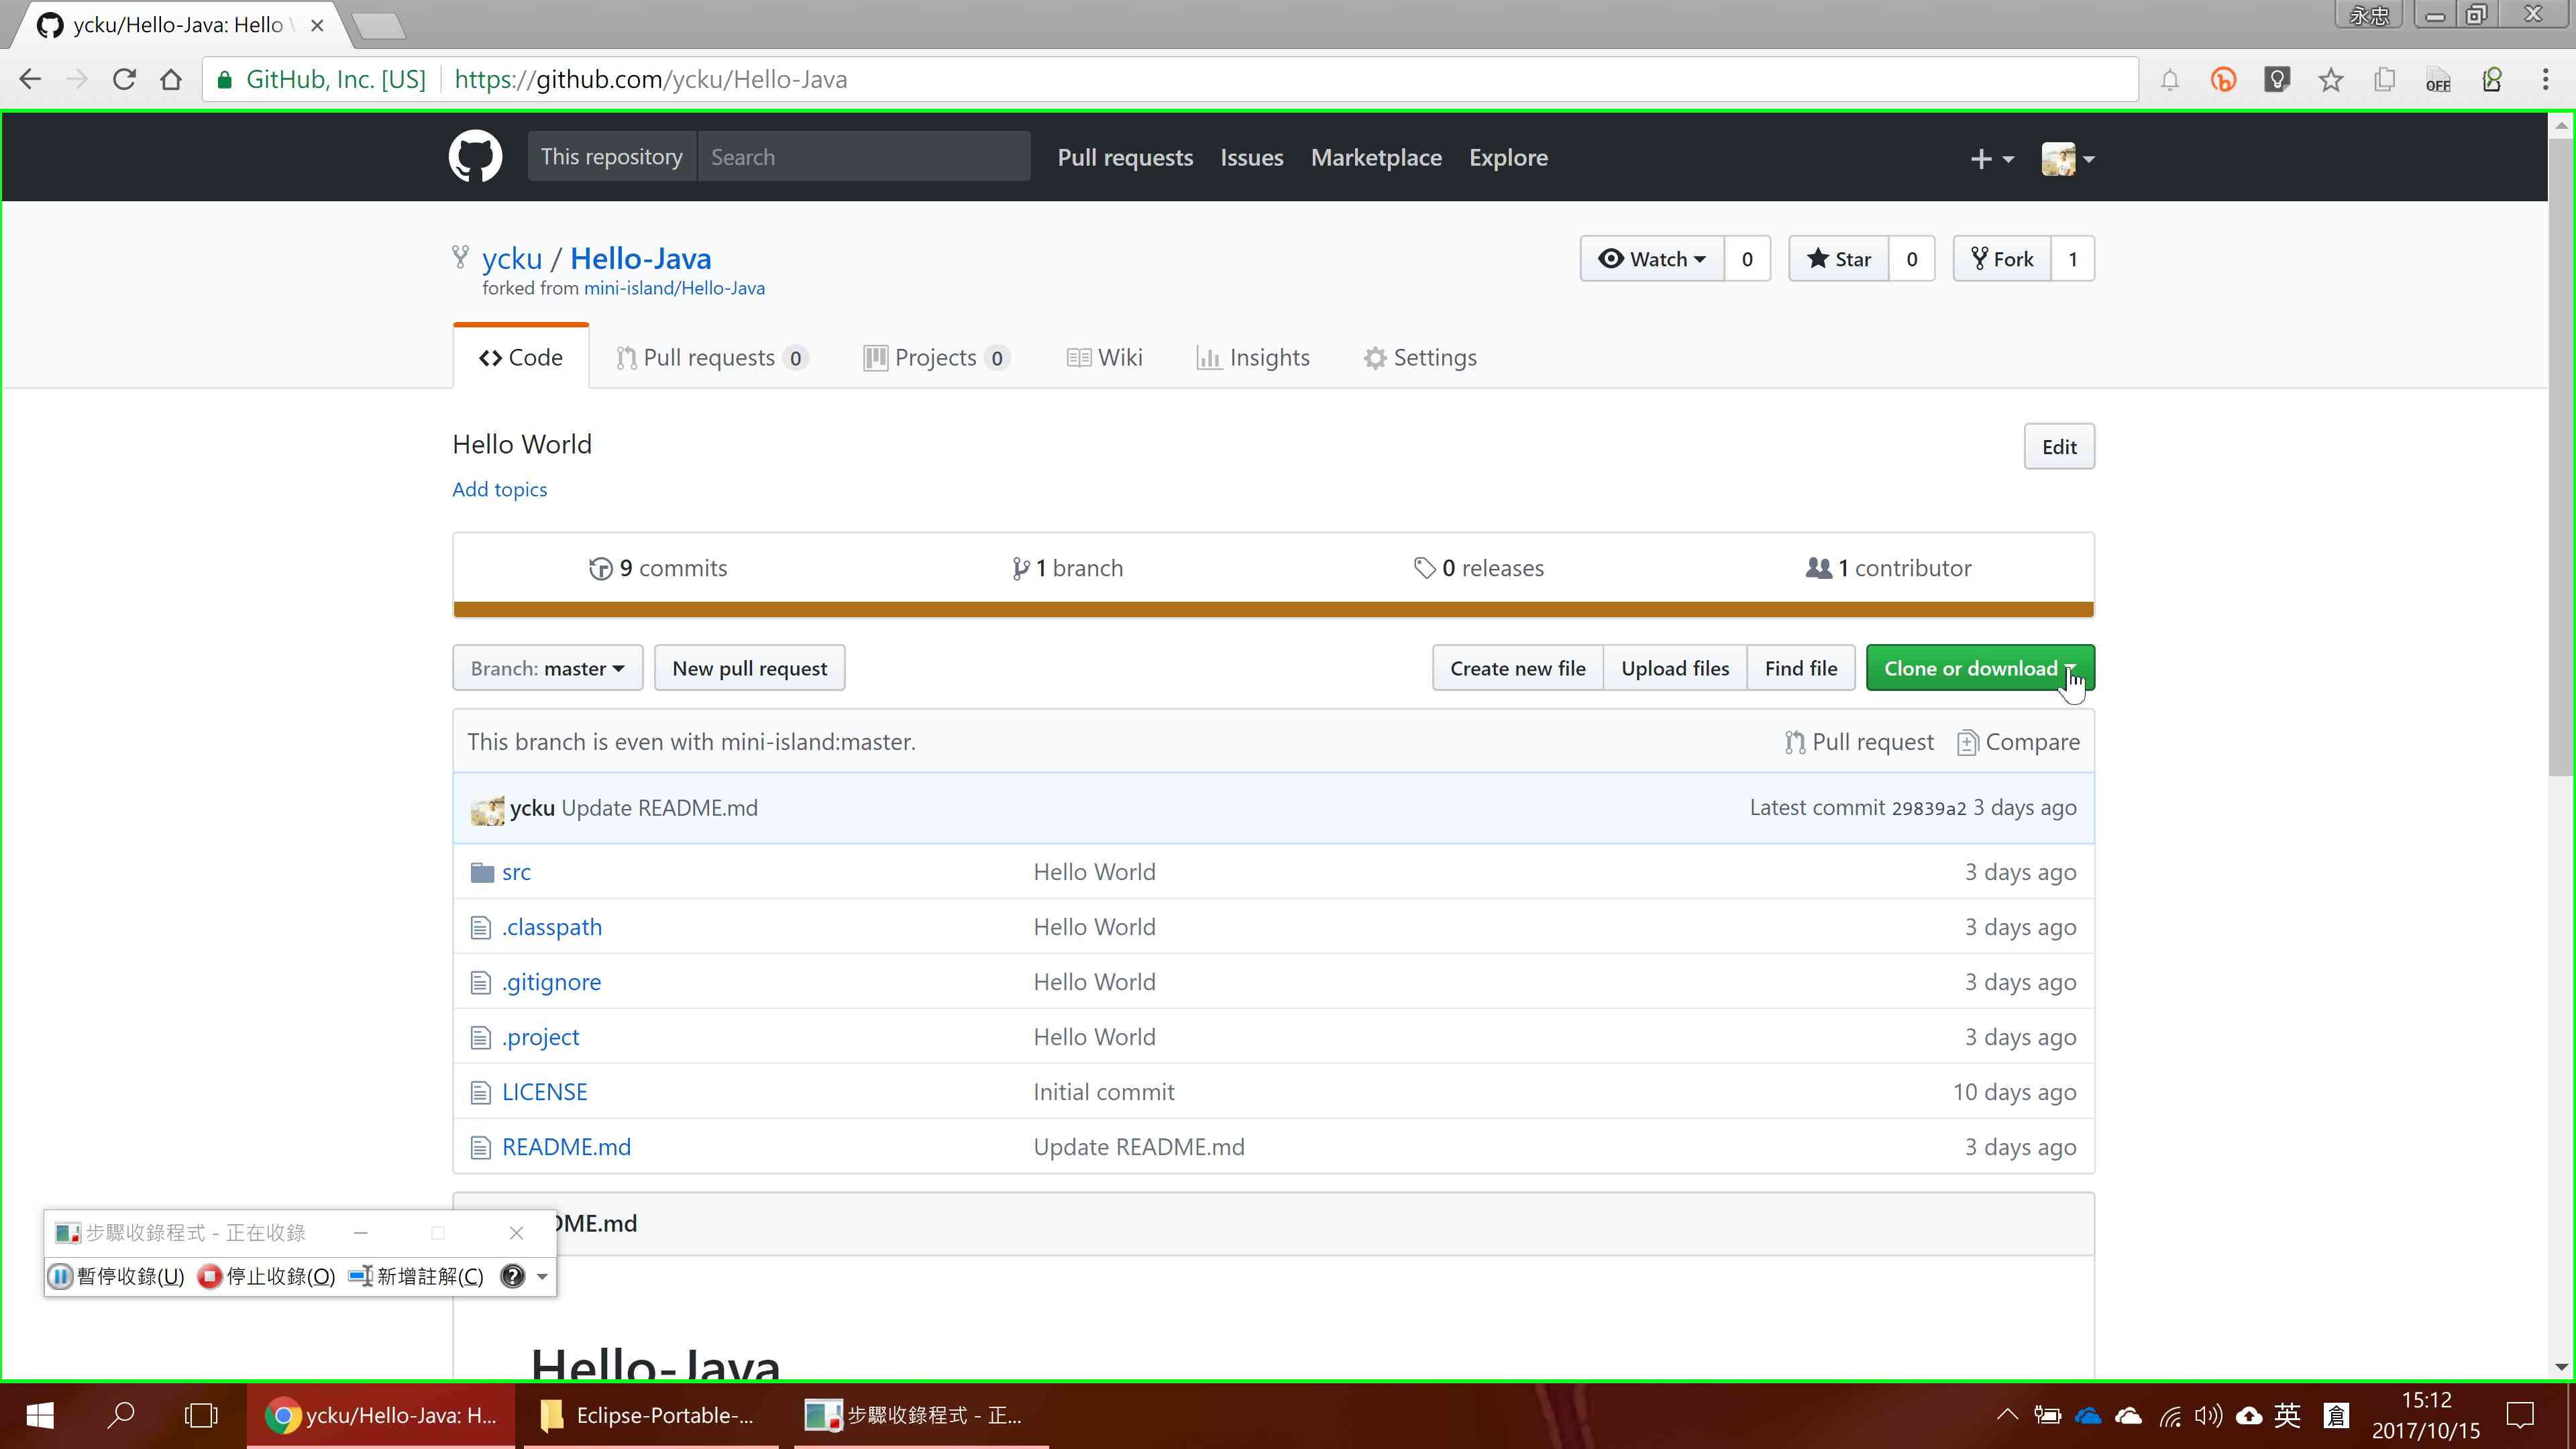 ycku/Hello-Java: Hello
永忠
GitHub, Inc. [US] https://github.com/ycku/Hello-Java
OFF
This repository Search Pull requests Issues Marketplace Explore
ycku / Hello-Java
Watch 0 Star 0 Fork 1
forked from mini-island/Hello-Java
Code Pull requests 0 Projects 0 Wiki Insights Settings
Hello World
Edit
Add topics
9 commits 1 branch 0 releases 1 contributor
Branch: master New pull request Create new file Upload files Find file Clone or download
This branch is even with mini-island:master. Pull request Compare
ycku Update README.md Latest commit 29839a2 3 days ago
src Hello World 3 days ago
.classpath Hello World 3 days ago
.gitignore Hello World 3 days ago
.project Hello World 3 days ago
LICENSE Initial commit 10 days ago
README.md Update README.md 3 days ago
ME.md
步驟收錄程式 - 正在收錄
暫停收錄(U) 停止收錄(O) 新增註解(C)
Hello-Java
ycku/Hello-Java: H... Eclipse-Portable-... 步驟收錄程式 - 正... 英 倉 15:12
2017/10/15